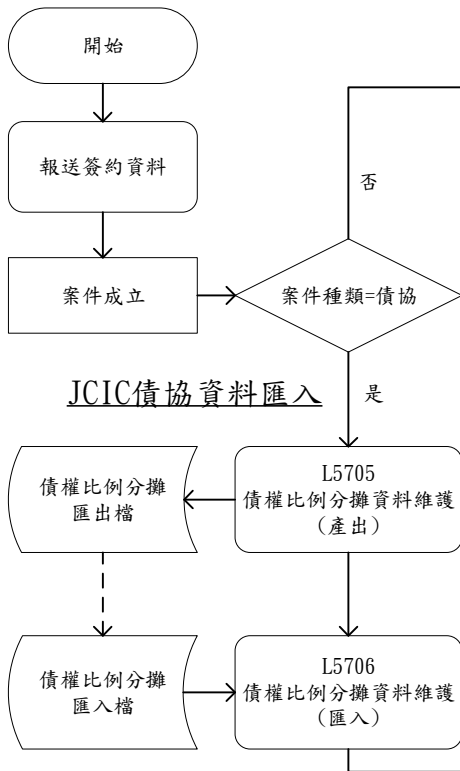 開始
報送簽約資料
否
案件成立
案件種類=債協
JCIC債協資料匯入
是
債權比例分攤
匯出檔
L5705
債權比例分攤資料維護
(產出)
債權比例分攤
匯入檔
L5706
債權比例分攤資料維護
(匯入)